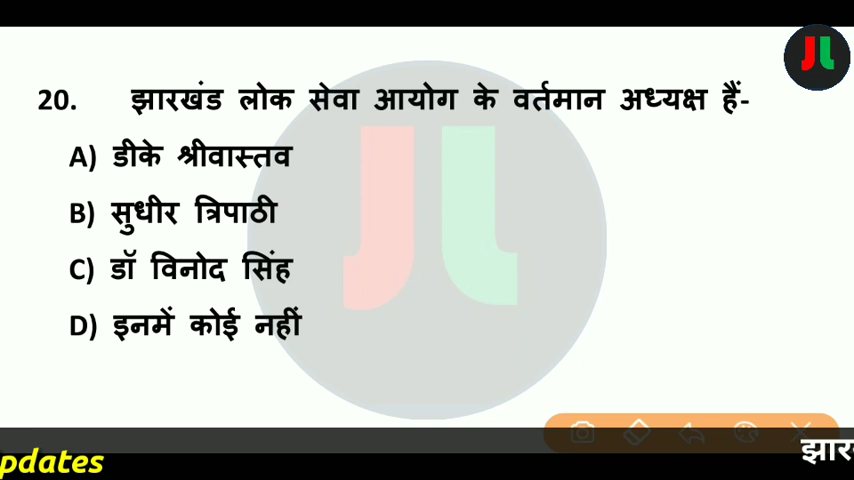 20. झारखंड लोक सेवा आयोग के वर्तमान अध्यक्ष हैं-
A) डीके श्रीवास्तव
B) सुधीर त्रिपाठी
C) डॉ विनोद सिंह
D) इनमें कोई नहीं
pdates झार